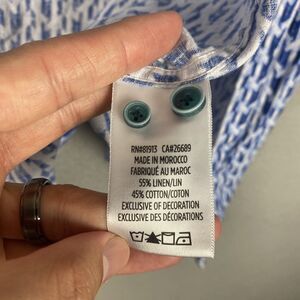 RN#81913 CA#26689
MADE IN MOROCCO
FABRIQUÉ AU MAROC
55% LINEN/LIN
45% COTTON/COTON
EXCLUSIVE OF DECORATION
EXCLUSIVE DES DÉCORATIONS